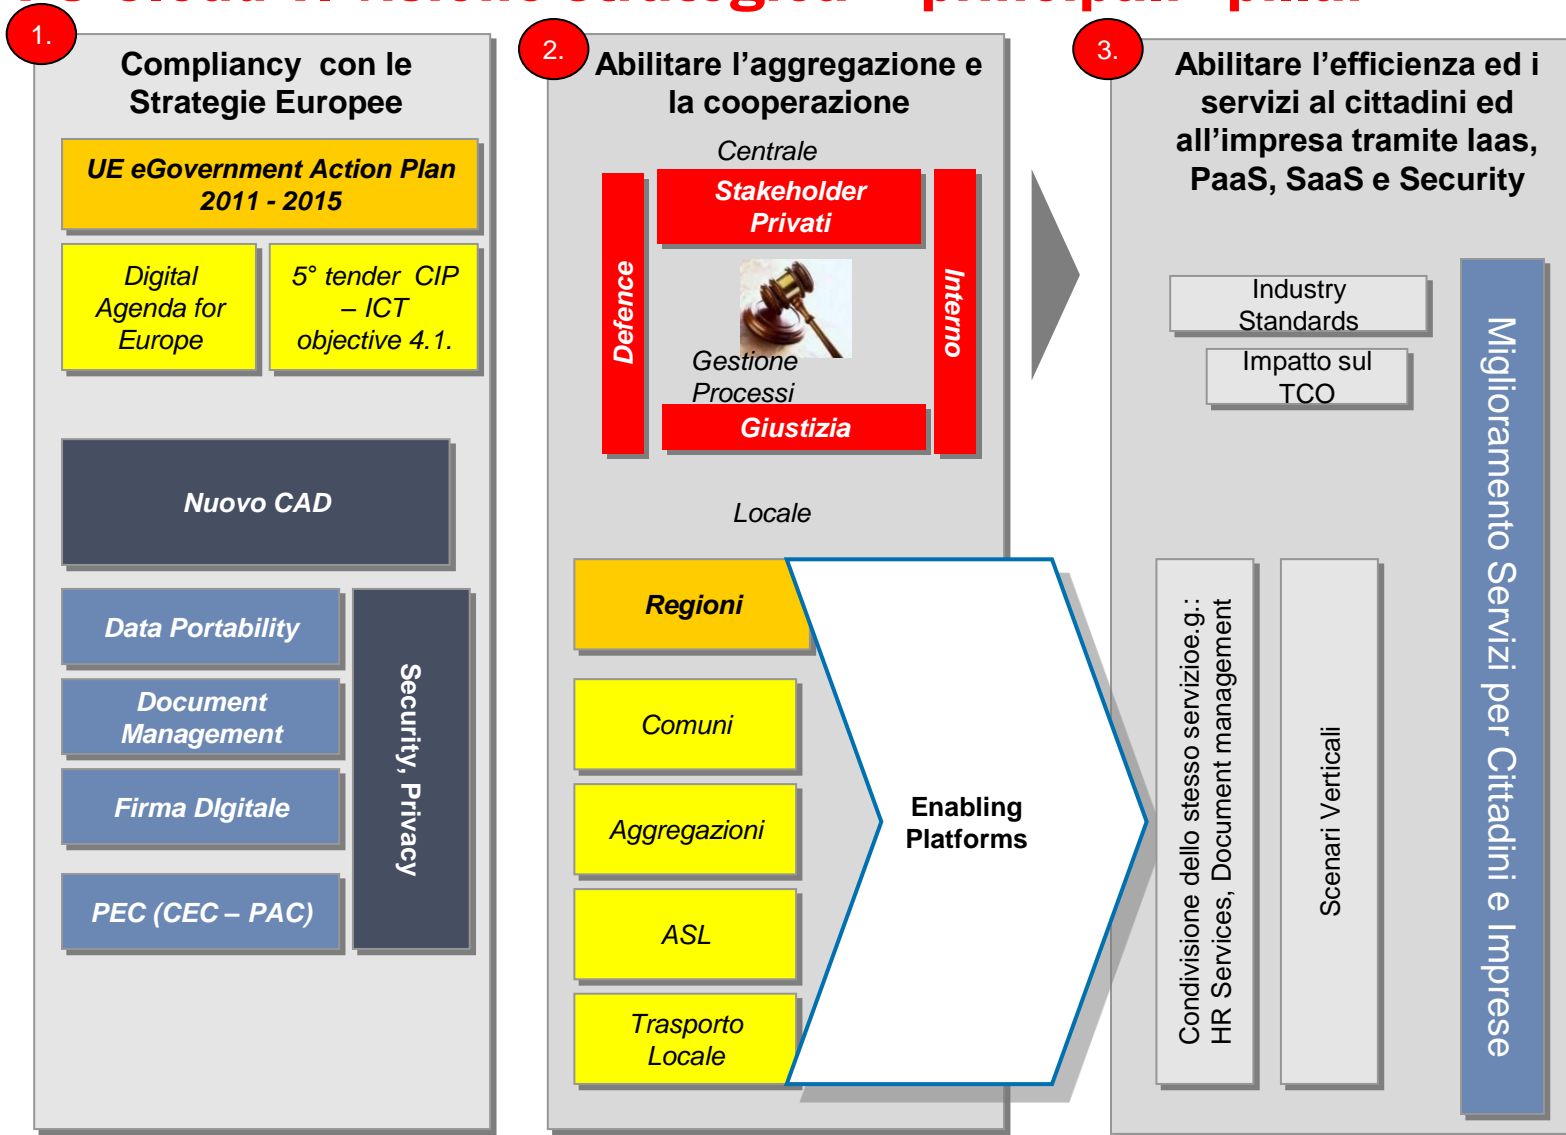 1.
Compliancy con le
Strategie Europee
UE eGovernment Action Plan
2011 - 2015
Digital
Agenda for
Europe
5° tender CIP
– ICT
objective 4.1.
Nuovo CAD
Data Portability
Document
Management
Firma DIgitale
PEC (CEC – PAC)
Security, Privacy
2.
Abilitare l’aggregazione e
la cooperazione
Centrale
Stakeholder
Privati
Defence
Interno
Gestione
Processi
Giustizia
Locale
Regioni
Comuni
Aggregazioni
ASL
Trasporto
Locale
Enabling
Platforms
3.
Abilitare l’efficienza ed i
servizi al cittadini ed
all’impresa tramite Iaas,
PaaS, SaaS e Security
Industry
Standards
Impatto sul
TCO
Condivisione dello stesso servizioe.g.:
HR Services, Document management
Scenari Verticali
Miglioramento Servizi per Cittadini e Imprese